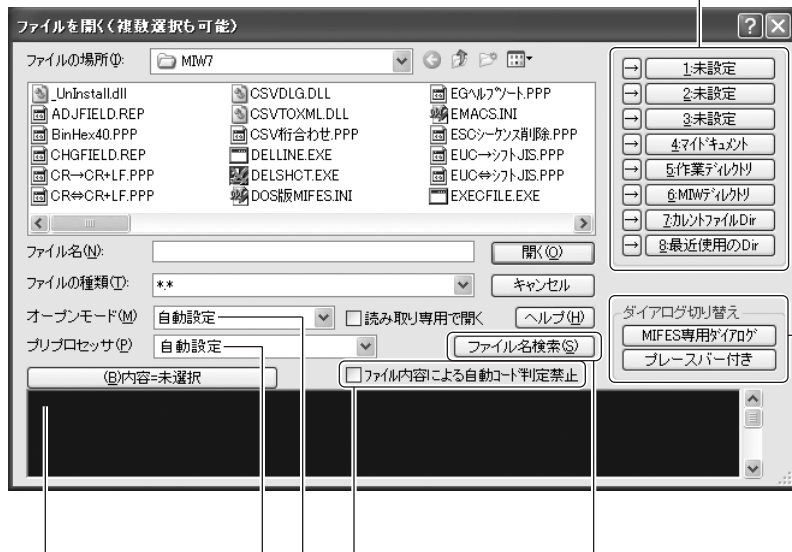 ファイルを開く(複数選択も可能)
ファイルの場所(I):
MIW7
_UnInstall.dll
ADJFIELD.REP
BinHex40.PPP
CHGFIELD.REP
CR→CR+LF.PPP
CR⇔CR+LF.PPP
CSVDLG.DLL
CSVTOXML.DLL
CSV桁合わせ.PPP
DELLINE.EXE
DELSHCT.EXE
DOS版MIFES.INI
EGヘルプソート.PPP
EMACS.INI
ESCシーケンス削除.PPP
EUC→シフトJIS.PPP
EUC⇔シフトJIS.PPP
EXECFILE.EXE
ファイル名(N):
開く(O)
ファイルの種類(T):
*.*
キャンセル
オープンモード(M)
自動設定
読み取り専用で開く
ヘルプ(H)
プリプロセッサ(P)
自動設定
ファイル名検索(S)
(B)内容=未選択
ファイル内容による自動コード判定禁止
→ 1:未設定
→ 2:未設定
→ 3:未設定
→ 4:マイドキュメント
→ 5:作業ディレクトリ
→ 6:MIWディレクトリ
→ 7:カレントファイルDir
→ 8:最近使用のDir
ダイアログ切り替え
MIFES専用ダイアログ
プレースバー付き